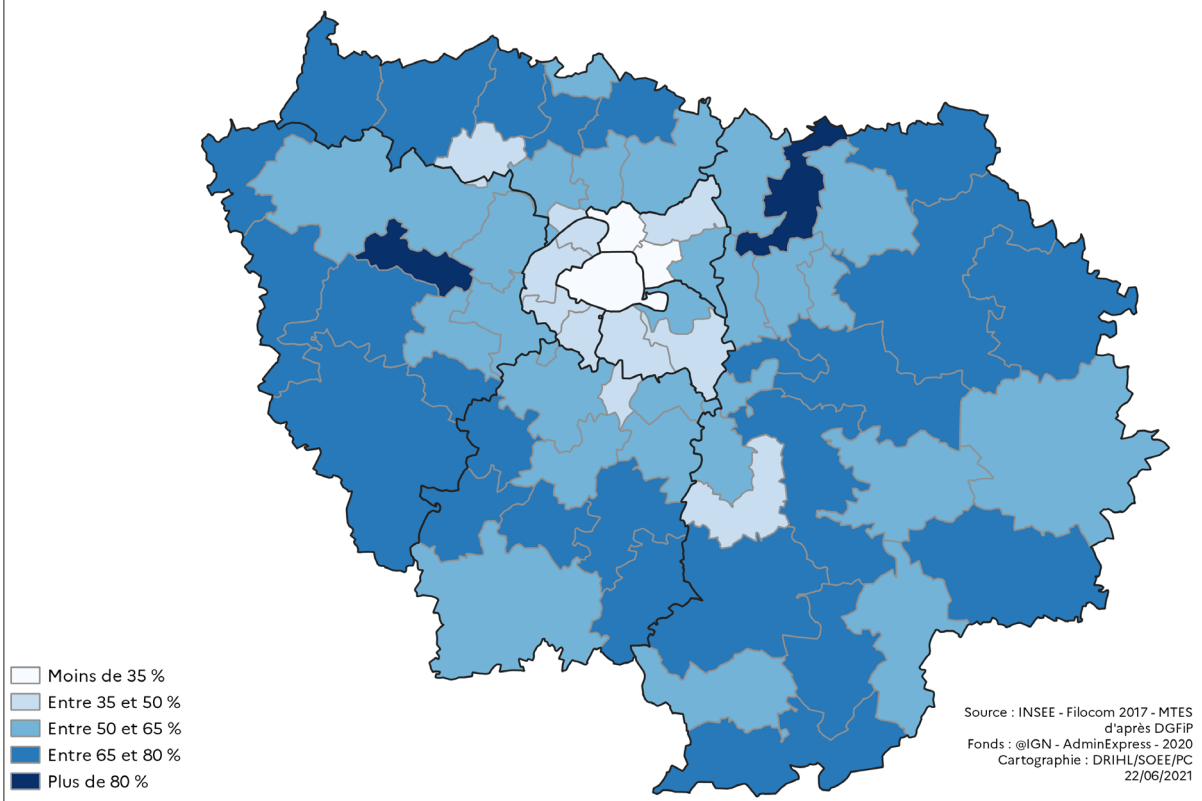 Moins de 35 %
Entre 35 et 50 %
Entre 50 et 65 %
Entre 65 et 80 %
Plus de 80 %
Source : INSEE - Filocom 2017 - MTES
d'après DGFiP
Fonds : @IGN - AdminExpress - 2020
Cartographie : DRIHL/SOEE/PC
22/06/2021